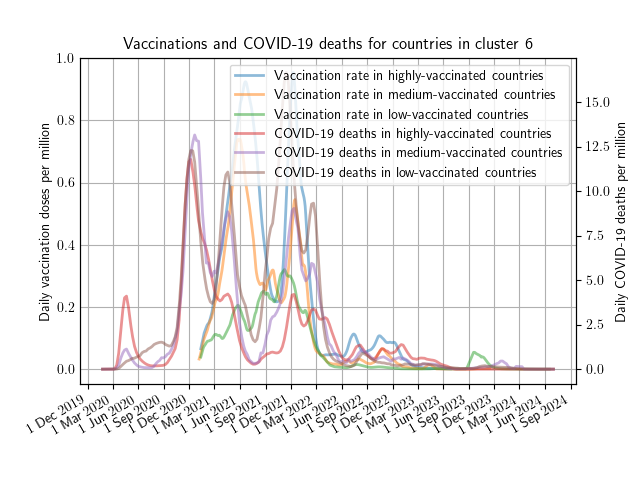 Vaccinations and COVID-19 deaths for countries in cluster 6
Vaccination rate in highly-vaccinated countries
Vaccination rate in medium-vaccinated countries
Vaccination rate in low-vaccinated countries
COVID-19 deaths in highly-vaccinated countries
COVID-19 deaths in medium-vaccinated countries
COVID-19 deaths in low-vaccinated countries
Daily vaccination doses per million
1.0
0.8
0.6
0.4
0.2
0.0
Daily COVID-19 deaths per million
15.0
12.5
10.0
7.5
5.0
2.5
0.0
1 Dec 2019
1 Mar 2020
1 Jun 2020
1 Sep 2020
1 Dec 2020
1 Mar 2021
1 Jun 2021
1 Sep 2021
1 Dec 2021
1 Mar 2022
1 Jun 2022
1 Sep 2022
1 Dec 2022
1 Mar 2023
1 Jun 2023
1 Sep 2023
1 Dec 2023
1 Mar 2024
1 Jun 2024
1 Sep 2024